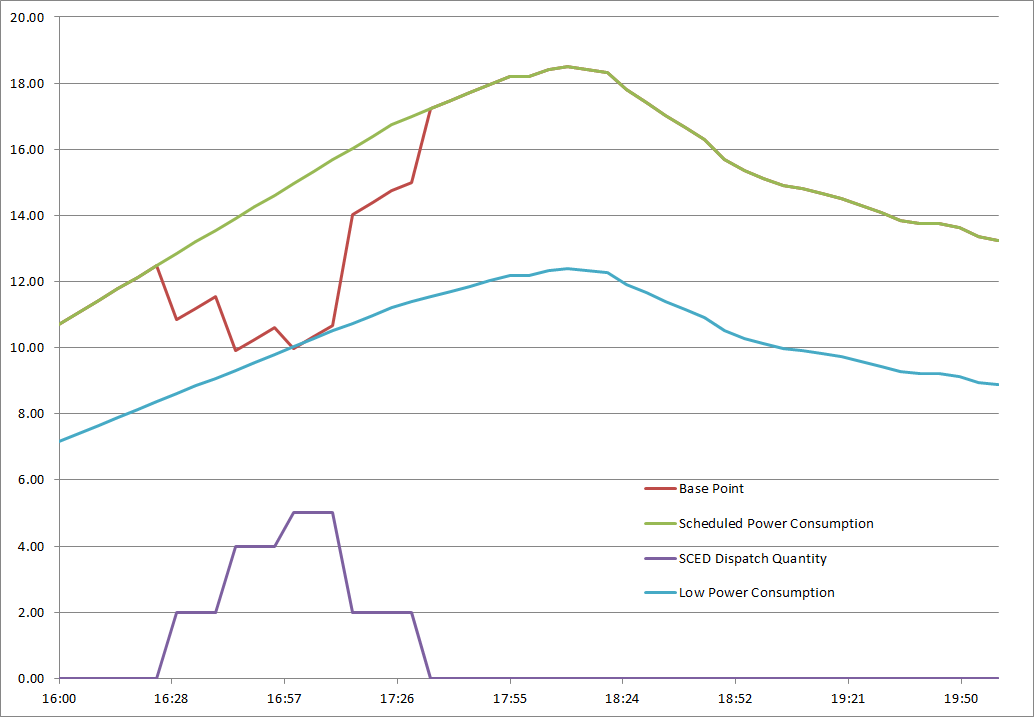 20.00
18.00
16.00
14.00
12.00
10.00
8.00
6.00
Base Point
Scheduled Power Consumption
4.00
SCED Dispatch Quantity
Low Power Consumption
2.00
0.00
16:00 16:28 16:57 17:26 17:55 18:24 18:52 19:21 19:50